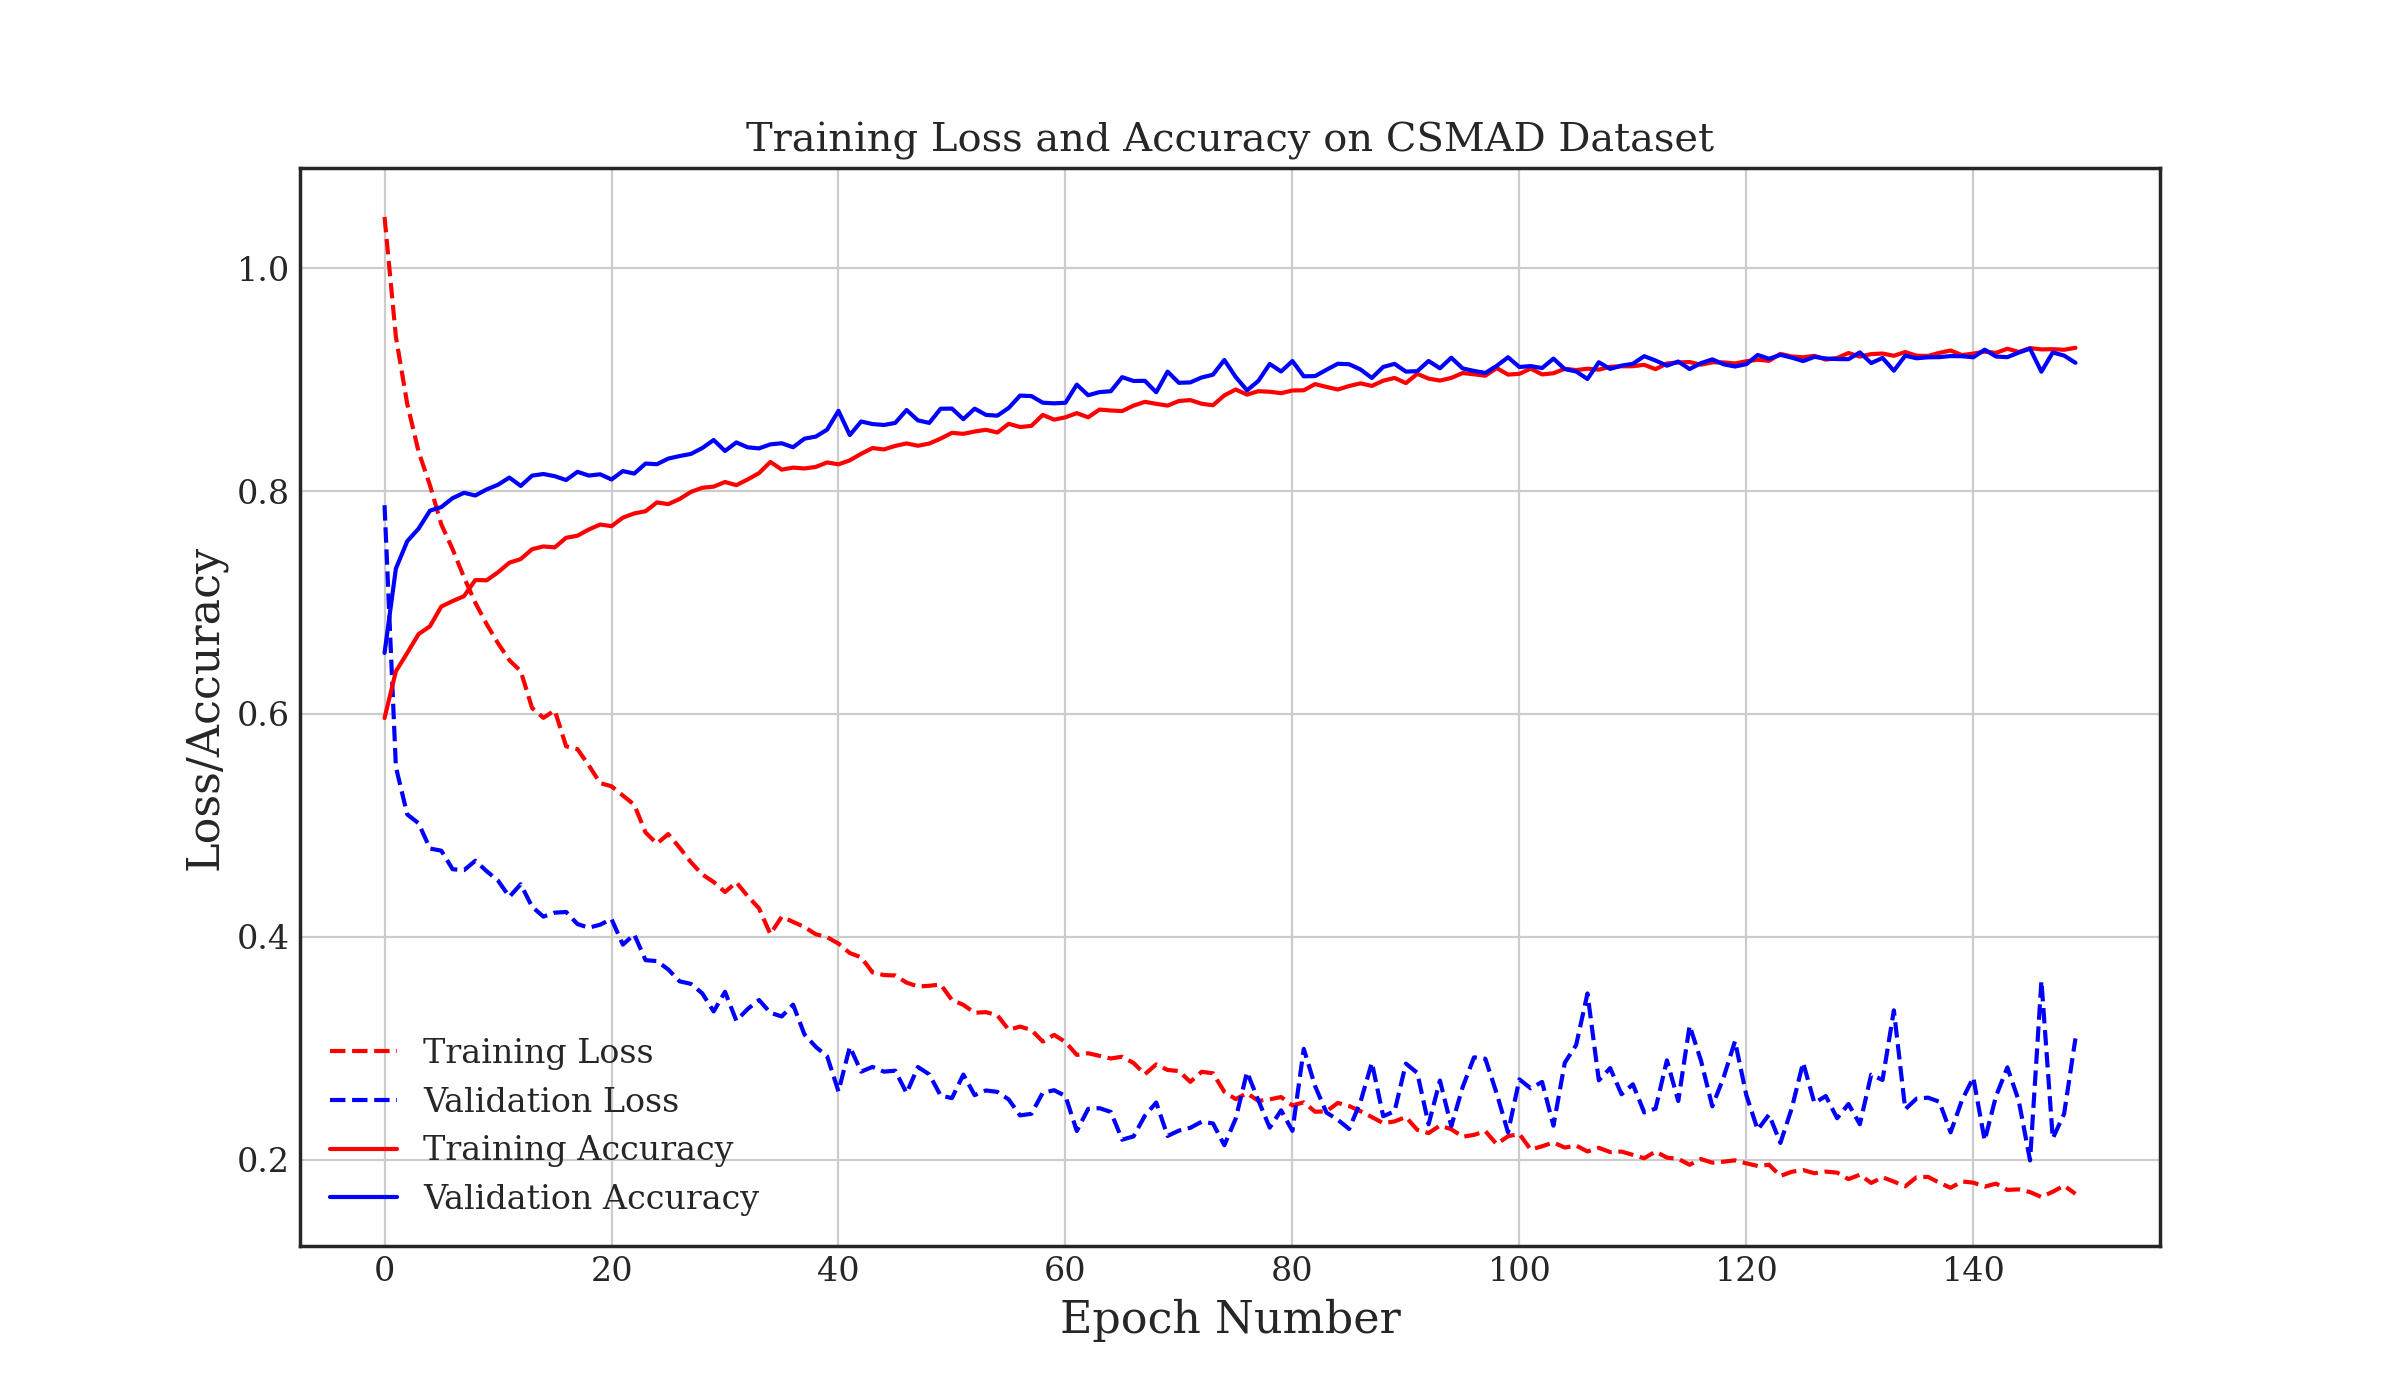 Training Loss and Accuracy on CSMAD Dataset
Loss/Accuracy
1.0
0.8
0.6
0.4
0.2
Training Loss
Validation Loss
Training Accuracy
Validation Accuracy
0 20 40 60 80 100 120 140
Epoch Number